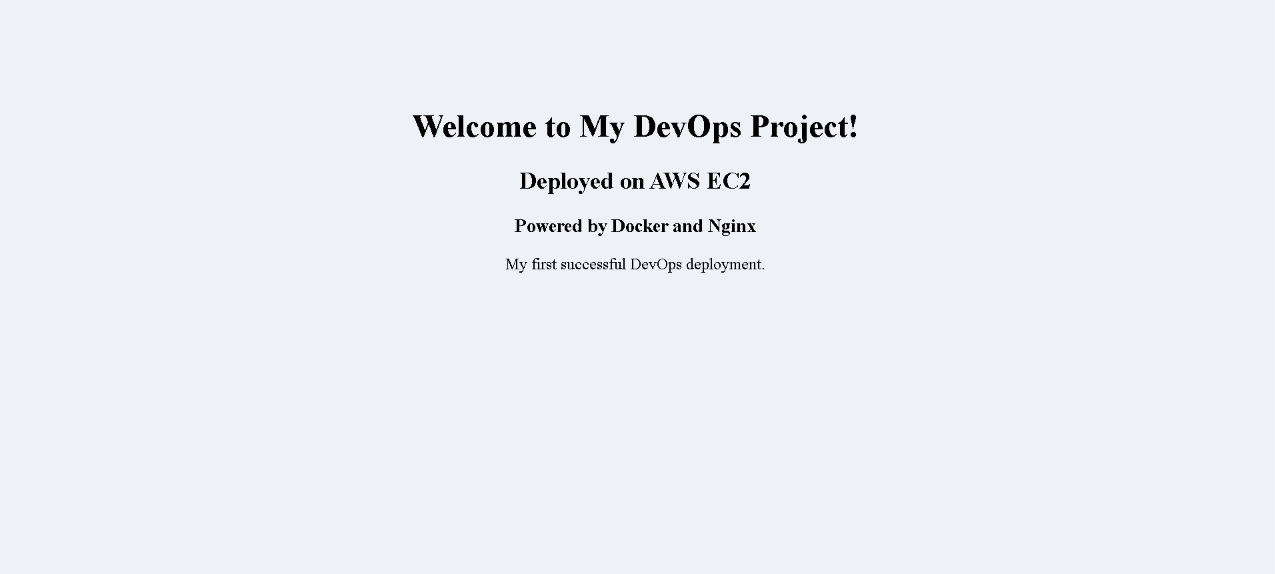 Welcome to My DevOps Project!
Deployed on AWS EC2
Powered by Docker and Nginx
My first successful DevOps deployment.